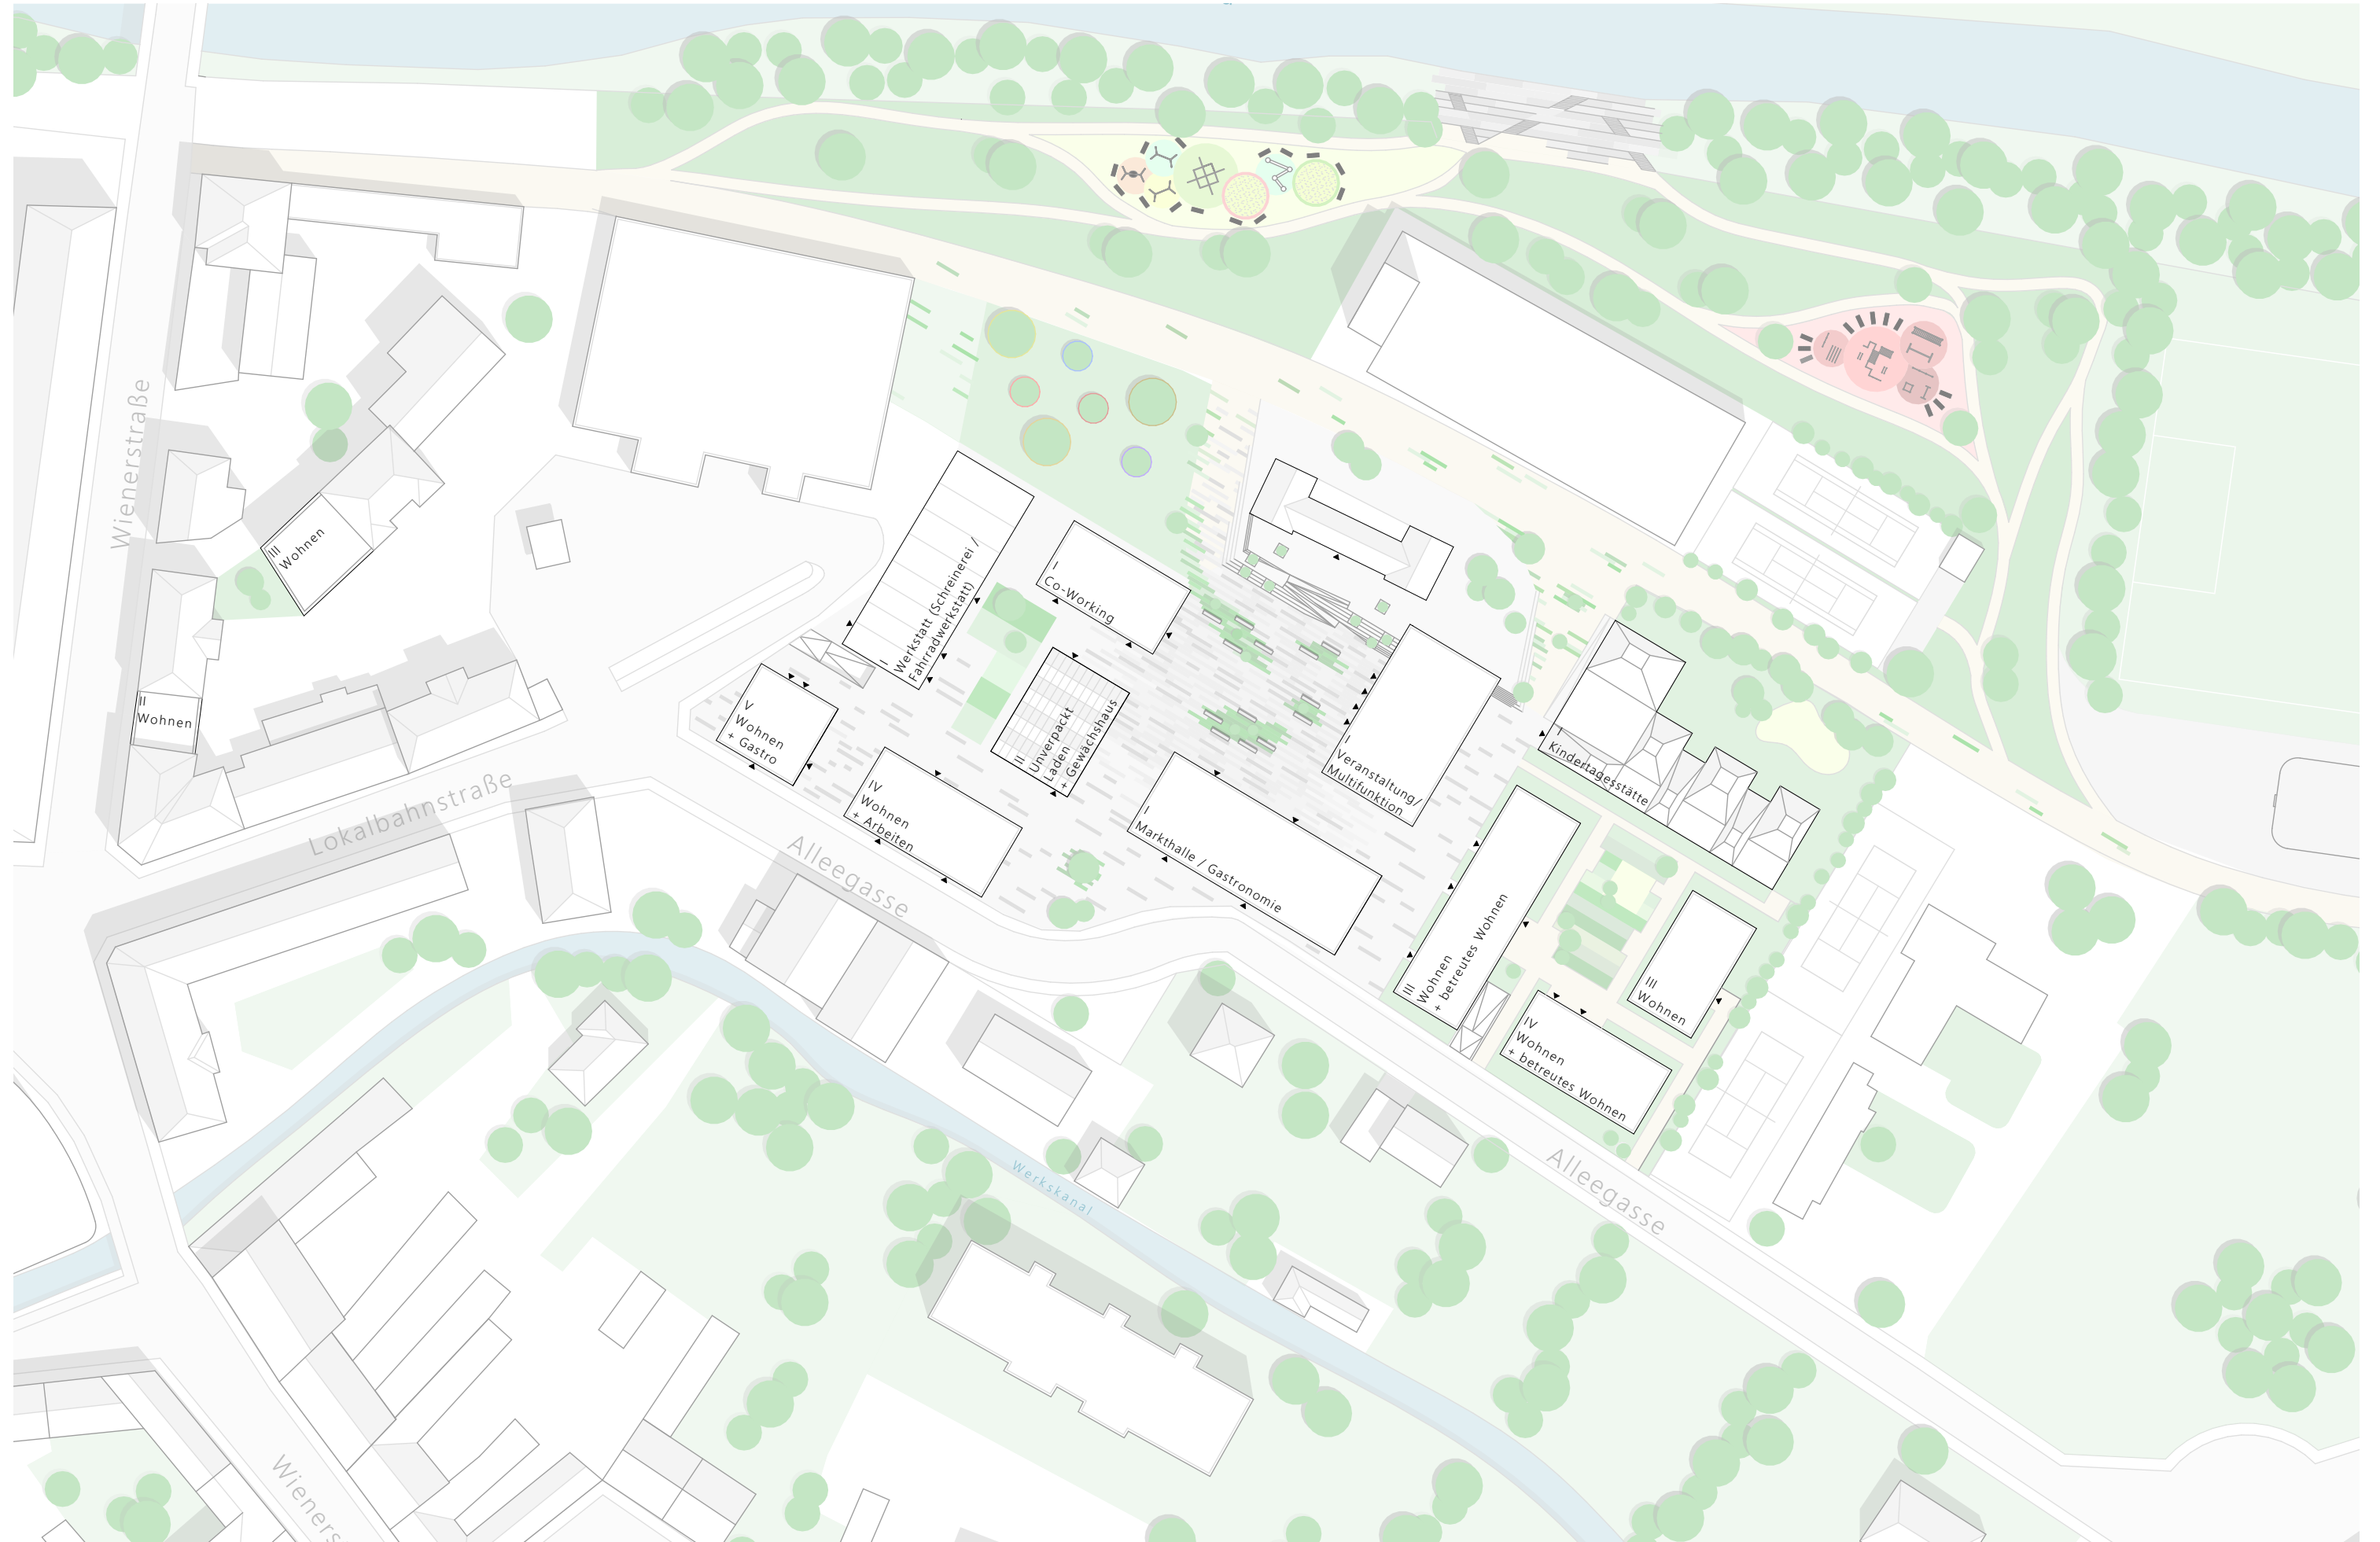 Wienerstraße
III
Wohnen
II
Wohnen
Lokalbahnstraße
I
Werkstatt (Schreinerei /
Fahrradwerkstatt)
I
Co-Working
V
Wohnen
+ Gastro
II
Unverpackt
Laden
+ Gewächshaus
IV
Wohnen
+ Arbeiten
I
Markthalle / Gastronomie
I
Veranstaltung/
Multifunktion
I
Kindertagesstätte
III
Wohnen
+ betreutes Wohnen
III
Wohnen
IV
Wohnen
+ betreutes Wohnen
Alleegasse
Alleegasse
Werkskanal
Wieners